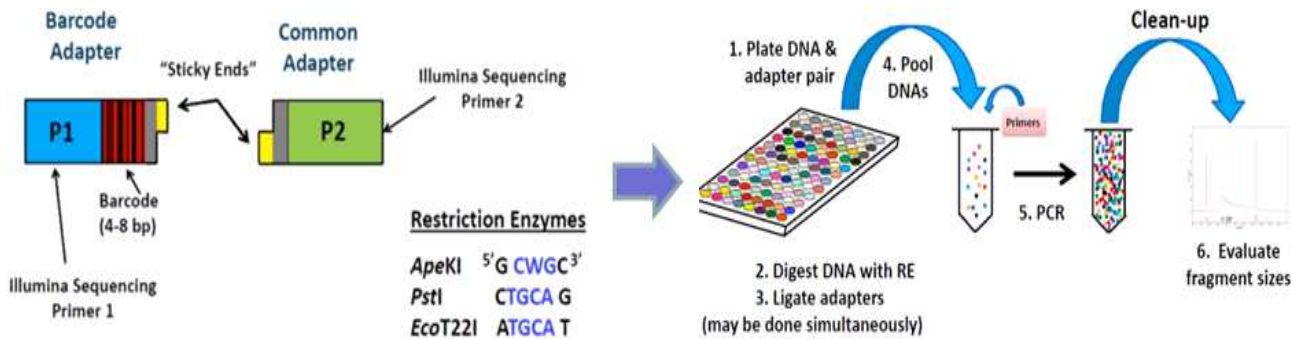 Barcode
Adapter
"Sticky Ends"
Common
Adapter
Illumina Sequencing
Primer 2
P1
P2
Barcode
(4-8 bp)
Illumina Sequencing
Primer 1
Restriction Enzymes
ApeKI 5'G CWGC3'
PstI CTGCA G
EcoT22I ATGCA T
1. Plate DNA &
adapter pair
4. Pool
DNAs
Primers
Clean-up
5. PCR
2. Digest DNA with RE
3. Ligate adapters
(may be done simultaneously)
6. Evaluate
fragment sizes